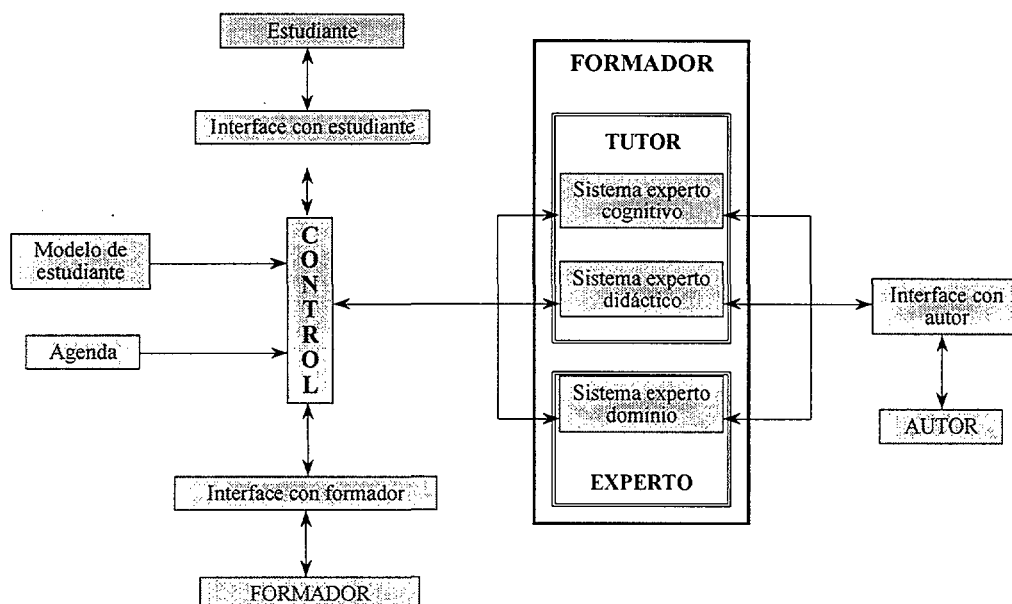 Estudiante
Interface con estudiante
Modelo de
estudiante
Agenda
CONTROL
Interface con formador
FORMADOR
FORMADOR
TUTOR
Sistema experto
cognitivo
Sistema experto
didáctico
Sistema experto
dominio
EXPERTO
Interface con
autor
AUTOR